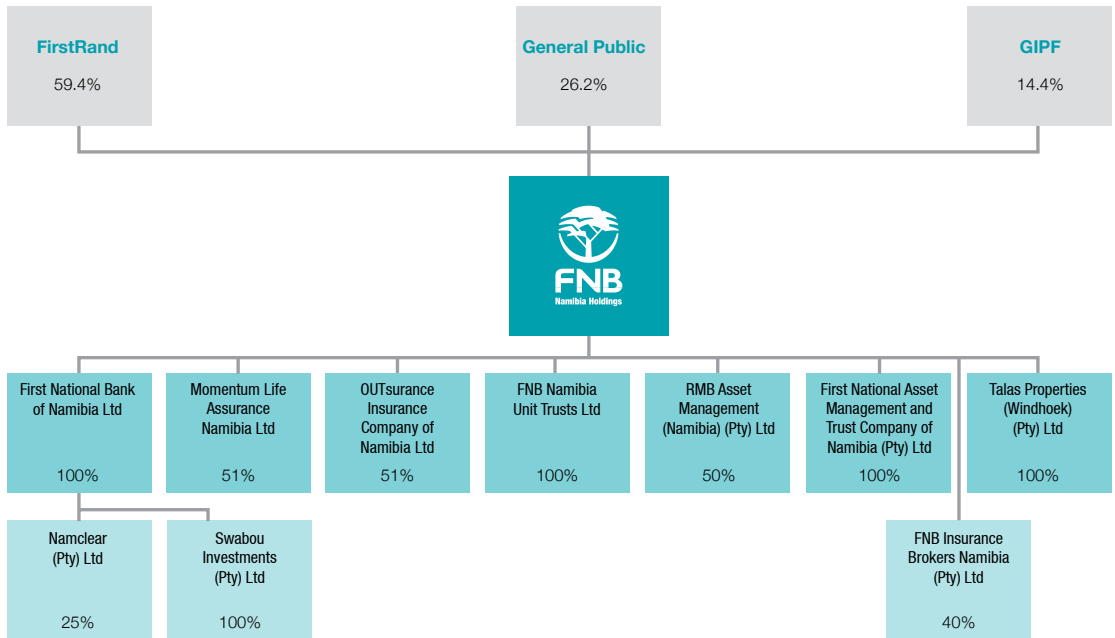 FirstRand
59.4%
General Public
26.2%
GIPF
14.4%
FNB
Namibia Holdings
First National Bank
of Namibia Ltd
100%
Momentum Life
Assurance
Namibia Ltd
51%
OUTsurance
Insurance
Company of
Namibia Ltd
51%
FNB Namibia
Unit Trusts Ltd
100%
RMB Asset
Management
(Namibia) (Pty) Ltd
50%
First National Asset
Management and
Trust Company of
Namibia (Pty) Ltd
100%
Talas Properties
(Windhoek)
(Pty) Ltd
100%
Namclear
(Pty) Ltd
25%
Swabou
Investments
(Pty) Ltd
100%
FNB Insurance
Brokers Namibia
(Pty) Ltd
40%